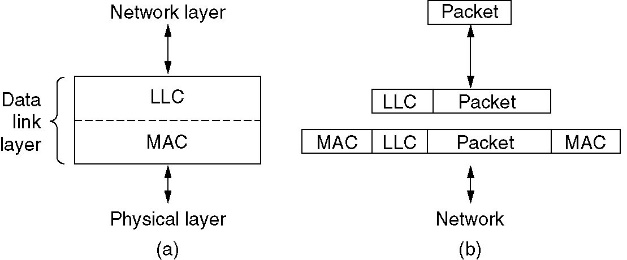 Network layer
Data
link
layer
LLC
MAC
Physical layer
(a)
Packet
LLC Packet
MAC LLC Packet MAC
Network
(b)